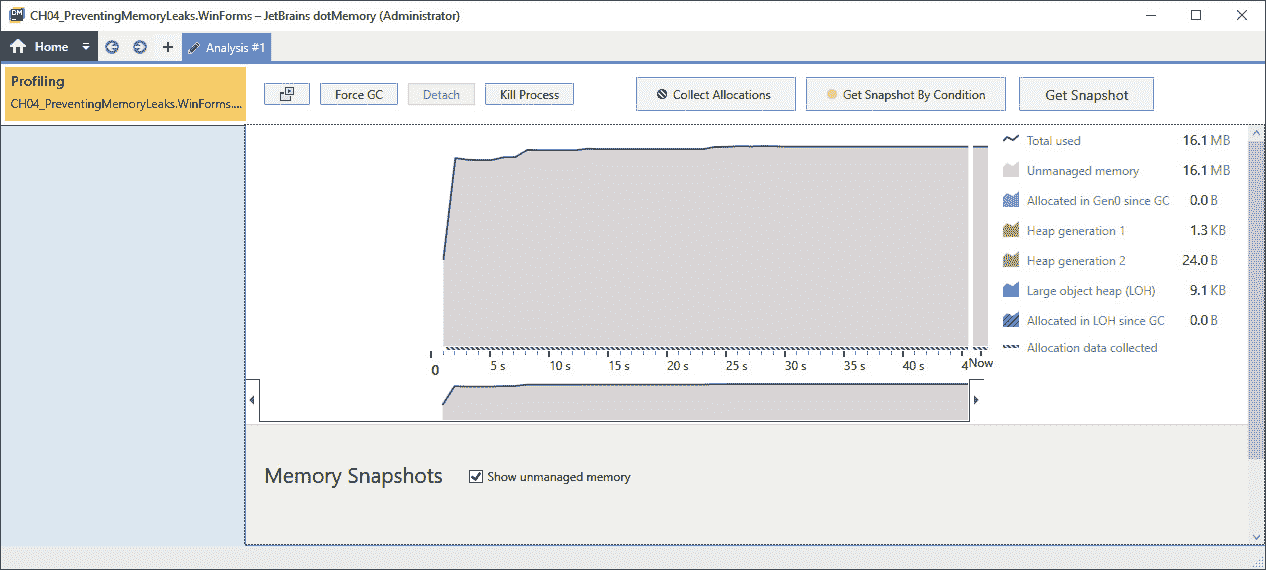 DM
CH04_PreventingMemoryLeaks.WinForms – JetBrains dotMemory (Administrator)
Home
Analysis #1
Profiling
CH04_PreventingMemoryLeaks.WinForms....
Force GC
Detach
Kill Process
Collect Allocations
Get Snapshot By Condition
Get Snapshot
Total used 16.1 MB
Unmanaged memory 16.1 MB
Allocated in Gen0 since GC 0.0 B
Heap generation 1 1.3 KB
Heap generation 2 24.0 B
Large object heap (LOH) 9.1 KB
Allocated in LOH since GC 0.0 B
Allocation data collected
0 5 s 10 s 15 s 20 s 25 s 30 s 35 s 40 s 4 Now
Memory Snapshots
Show unmanaged memory